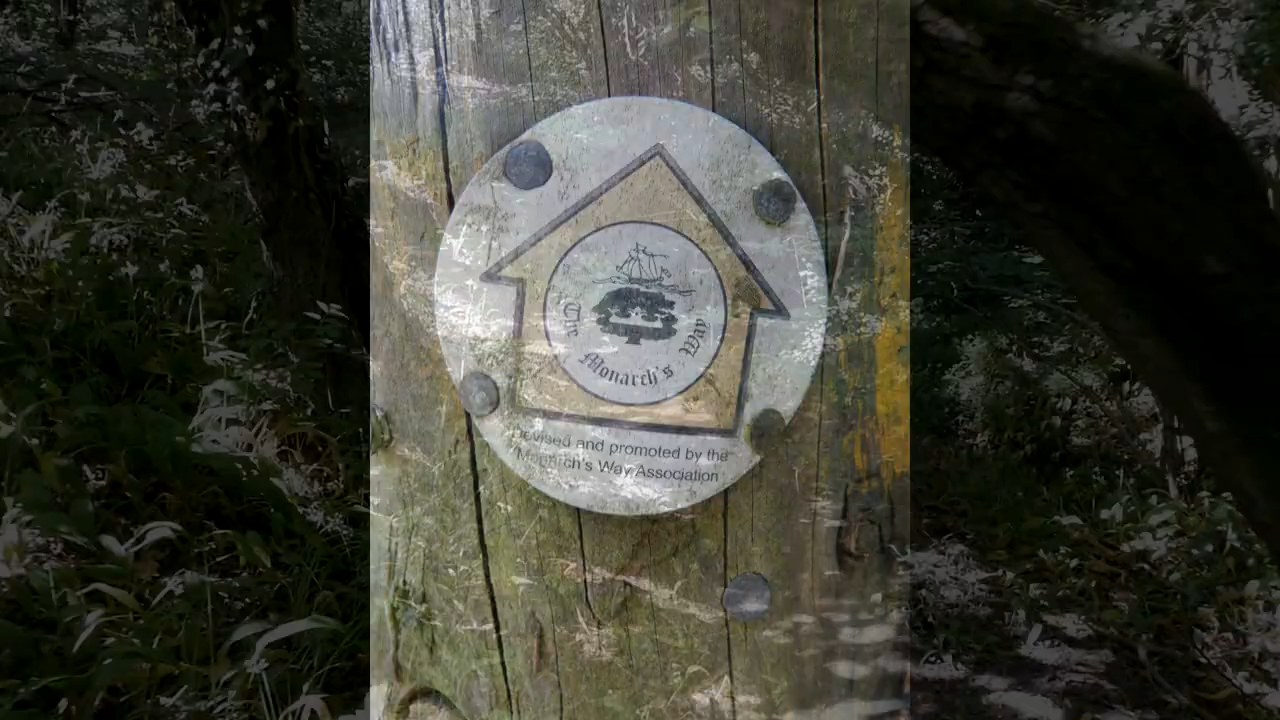 The Monarch's Way
devised and promoted by the
Monarch's Way Association